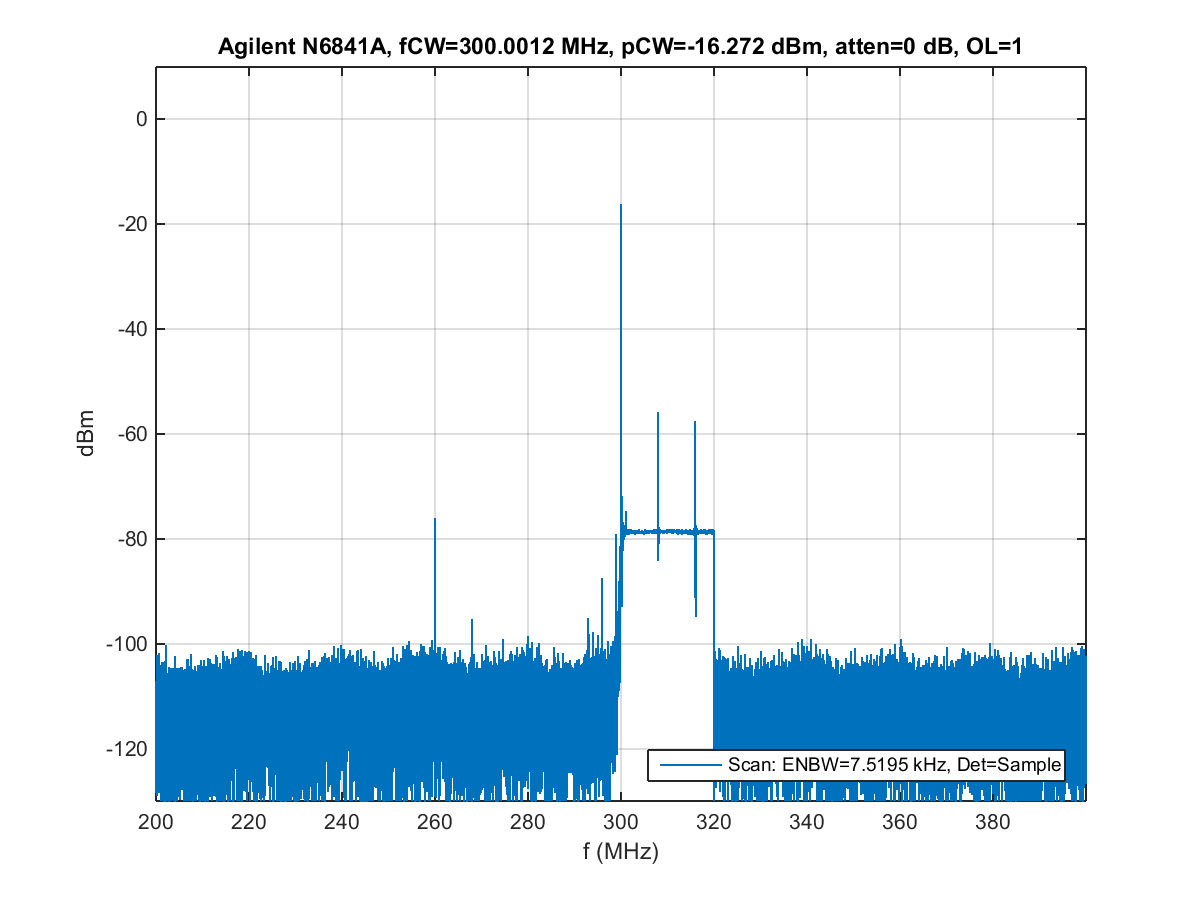 Agilent N6841A, fCW=300.0012 MHz, pCW=-16.272 dBm, atten=0 dB, OL=1
0
-20
-40
-60
-80
-100
-120
dBm
Scan: ENBW=7.5195 kHz, Det=Sample
200 220 240 260 280 300 320 340 360 380
f (MHz)